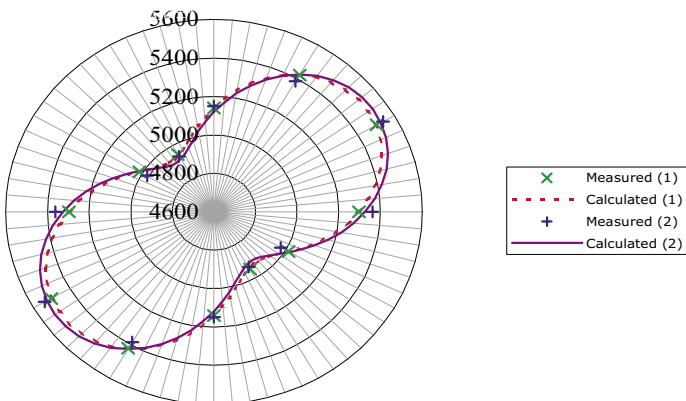 5600
5400
5200
5000
4800
4600
Measured (1)
Calculated (1)
Measured (2)
Calculated (2)